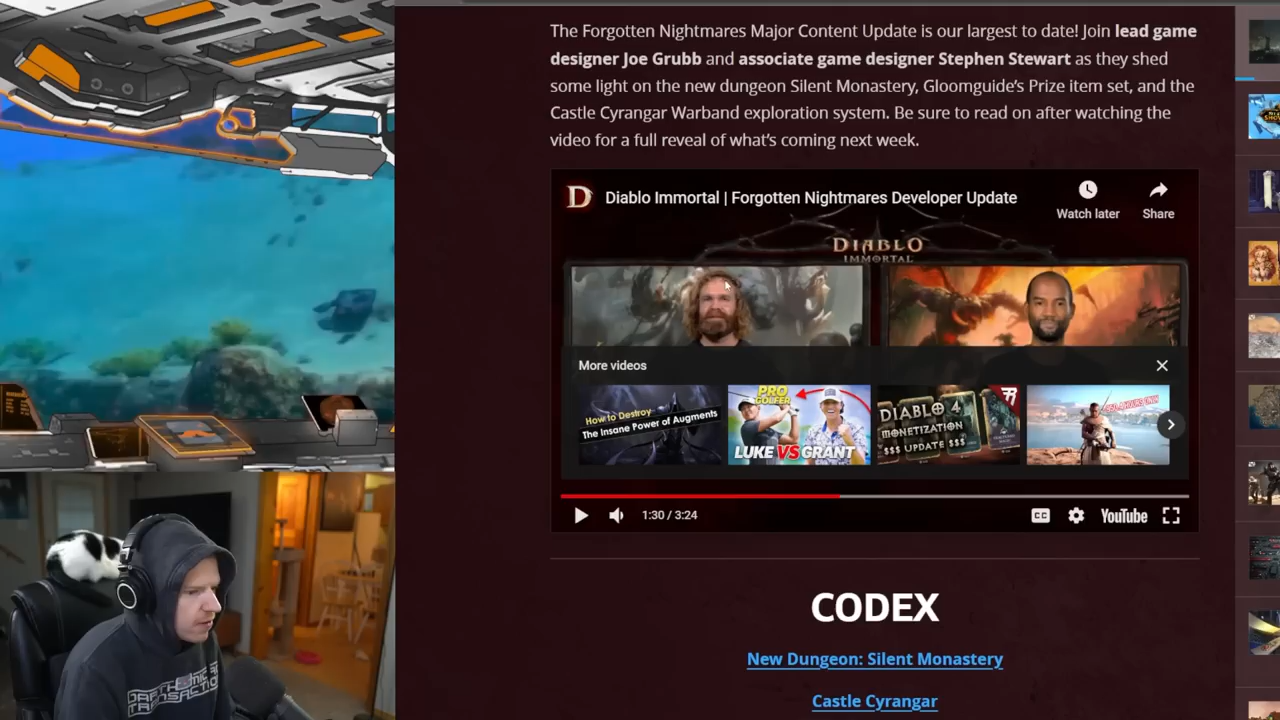 The Forgotten Nightmares Major Content Update is our largest to date! Join lead game
designer Joe Grubb and associate game designer Stephen Stewart as they shed
some light on the new dungeon Silent Monastery, Gloomguide's Prize item set, and the
Castle Cyrangar Warband exploration system. Be sure to read on after watching the
video for a full reveal of what's coming next week.
Diablo Immortal | Forgotten Nightmares Developer Update
Watch later
Share
DIABLO
IMMORTAL
More videos
How to Destroy
The Insane Power of Augments
PRO
GOLFER
LUKE VS GRANT
DIABLO 4
MONETIZATION
$$$ UPDATE $$$
1:30 / 3:24
CC
YouTube
CODEX
New Dungeon: Silent Monastery
Castle Cyrangar